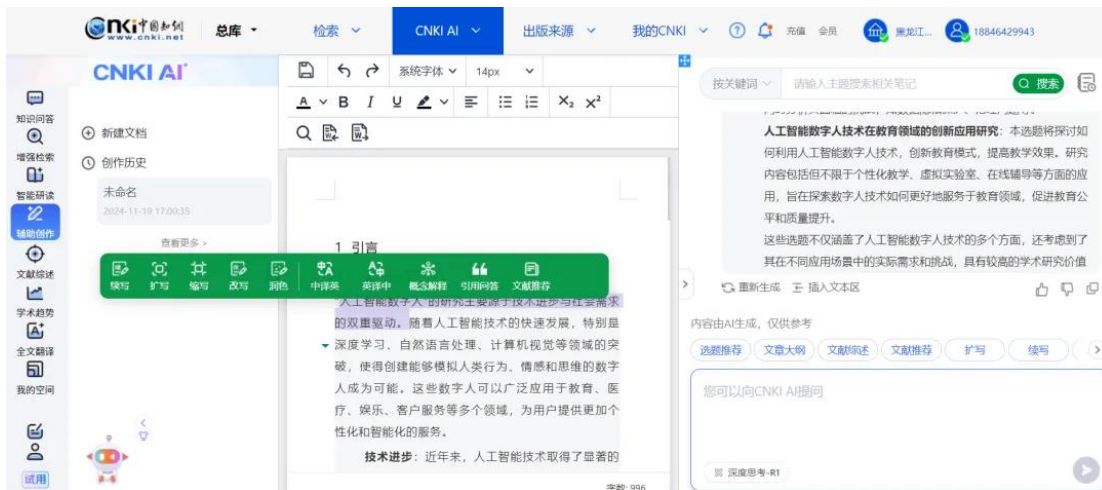 CNKI中国知网
www.cnki.net
总库
检索
CNKI AI
出版来源
我的CNKI
充值 会员
黑龙江...
18846429943
CNKI AI
知识问答
增强检索
智能研读
辅助创作
文献综述
学术趋势
全文翻译
我的空间
试用
新建文档
创作历史
未命名
2024-11-19 17:00:35
查看更多 >
系统字体
14px
A B I U
X₂ X²
1 引言
续写 扩写 缩写 改写 润色 中译英 英译中 概念解释 引用问答 文献推荐
"人工智能数字人"的研究主要源于技术进步与社会需求
的双重驱动。随着人工智能技术的快速发展，特别是
深度学习、自然语言处理、计算机视觉等领域的突
破，使得创建能够模拟人类行为、情感和思维的数字
人成为可能。这些数字人可以广泛应用于教育、医
疗、娱乐、客户服务等多个领域，为用户提供更加个
性化和智能化的服务。
技术进步：近年来，人工智能技术取得了显著的
字数: 996
按关键词
请输入主题搜索相关笔记
搜索
人工智能数字人技术在教育领域的创新应用研究：本选题将探讨如
何利用人工智能数字人技术，创新教育模式，提高教学效果。研究
内容包括但不限于个性化教学、虚拟实验室、在线辅导等方面的应
用，旨在探索数字人技术如何更好地服务于教育领域，促进教育公
平和质量提升。
这些选题不仅涵盖了人工智能数字人技术的多个方面，还考虑到了
其在不同应用场景中的实际需求和挑战，具有较高的学术研究价值
重新生成 插入文本区
内容由AI生成，仅供参考
选题推荐 文章大纲 文献综述 文献推荐 扩写 续写
您可以向CNKI AI提问
深度思考-R1